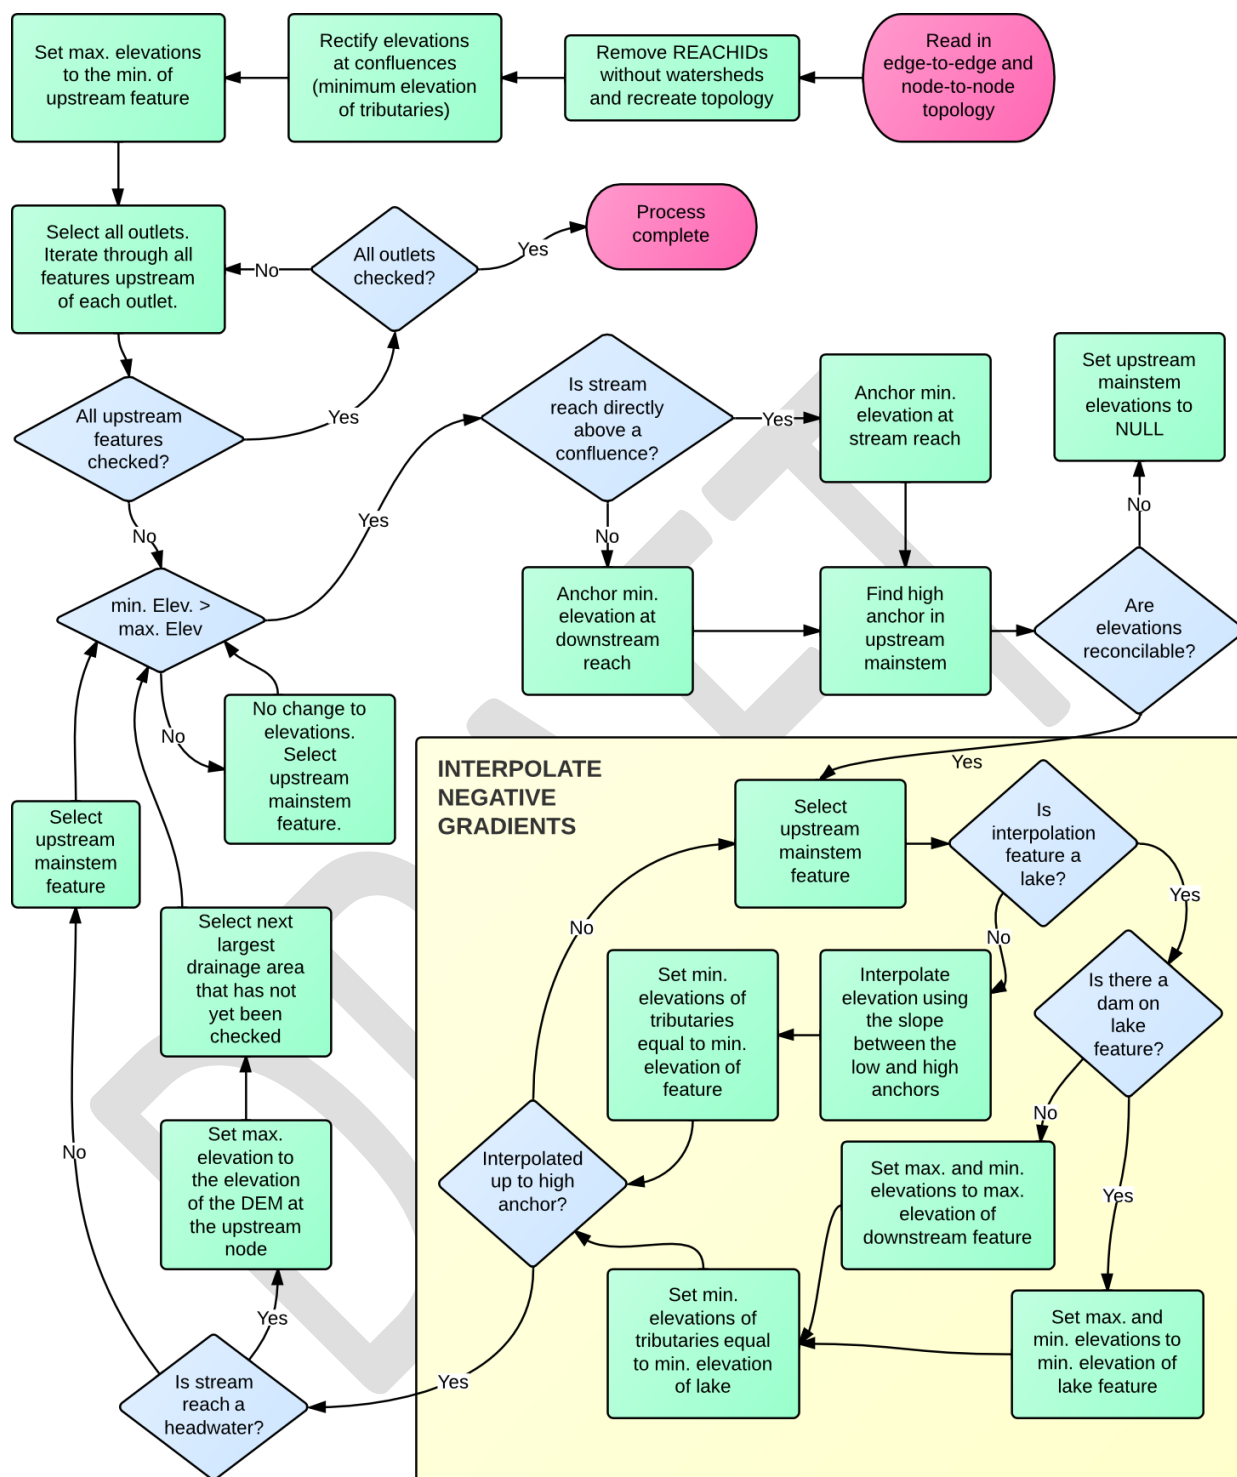 Set max. elevations
to the min. of
upstream feature
Rectify elevations
at confluences
(minimum elevation
of tributaries)
Remove REACHIDs
without watersheds
and recreate topology
Read in
edge-to-edge and
node-to-node
topology
Select all outlets.
Iterate through all
features upstream
of each outlet.
No
All outlets
checked?
Yes
Process
complete
All upstream
features
checked?
Yes
No
Is stream
reach directly
above a
confluence?
Yes
No
Anchor min.
elevation at
stream reach
Set upstream
mainstem
elevations to
NULL
No
min. Elev. >
max. Elev
Yes
No
Anchor min.
elevation at
downstream
reach
Find high
anchor in
upstream
mainstem
Are
elevations
reconcilable?
Yes
No change to
elevations.
Select
upstream
mainstem
feature.
Select
upstream
mainstem
feature
No
Select next
largest
drainage area
that has not
yet been
checked
Set max.
elevation to
the elevation
of the DEM at
the upstream
node
Yes
Is stream
reach a
headwater?
INTERPOLATE
NEGATIVE
GRADIENTS
Select
upstream
mainstem
feature
Is
interpolation
feature a
lake?
Yes
No
Is there a
dam on
lake
feature?
No
Yes
Interpolate
elevation using
the slope
between the
low and high
anchors
Set min.
elevations of
tributaries
equal to min.
elevation of
feature
No
Interpolated
up to high
anchor?
Yes
Set max. and min.
elevations to max.
elevation of
downstream feature
Set max. and
min. elevations to
min. elevation of
lake feature
Set min.
elevations of
tributaries equal
to min. elevation
of lake
DRAFT